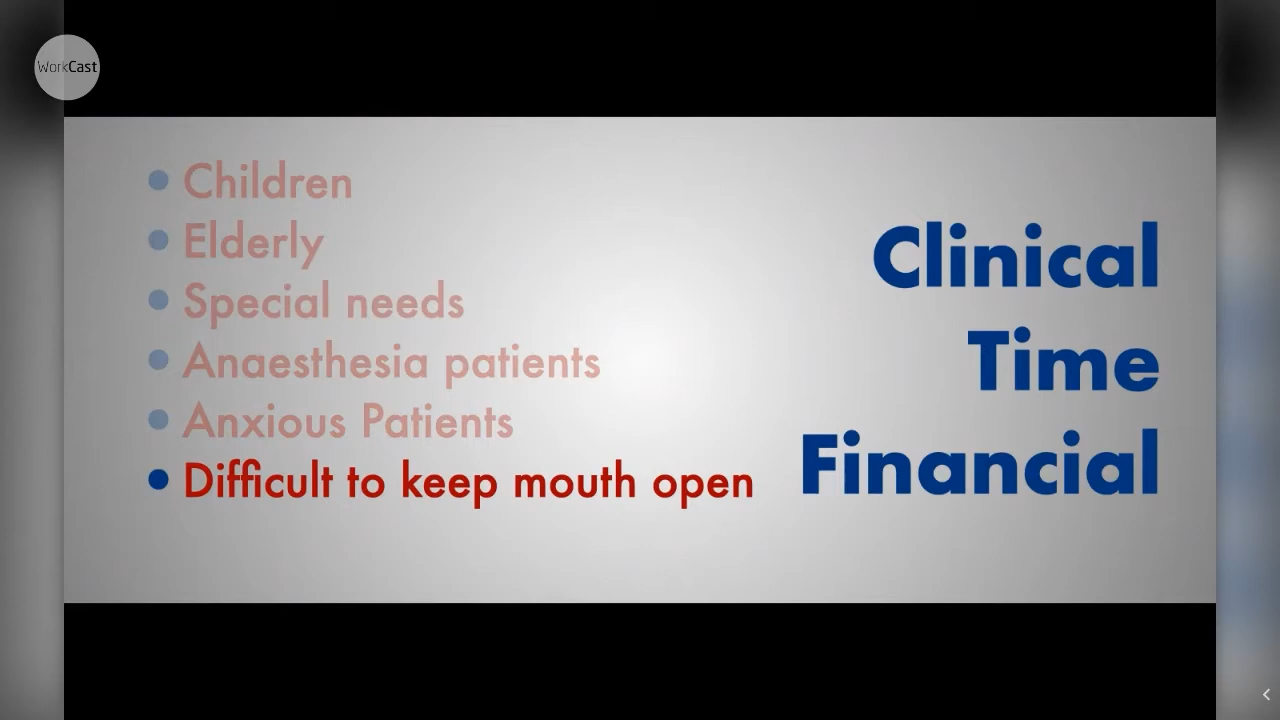 WorkCast
Children
Elderly
Special needs
Anaesthesia patients
Anxious Patients
Difficult to keep mouth open
Clinical
Time
Financial